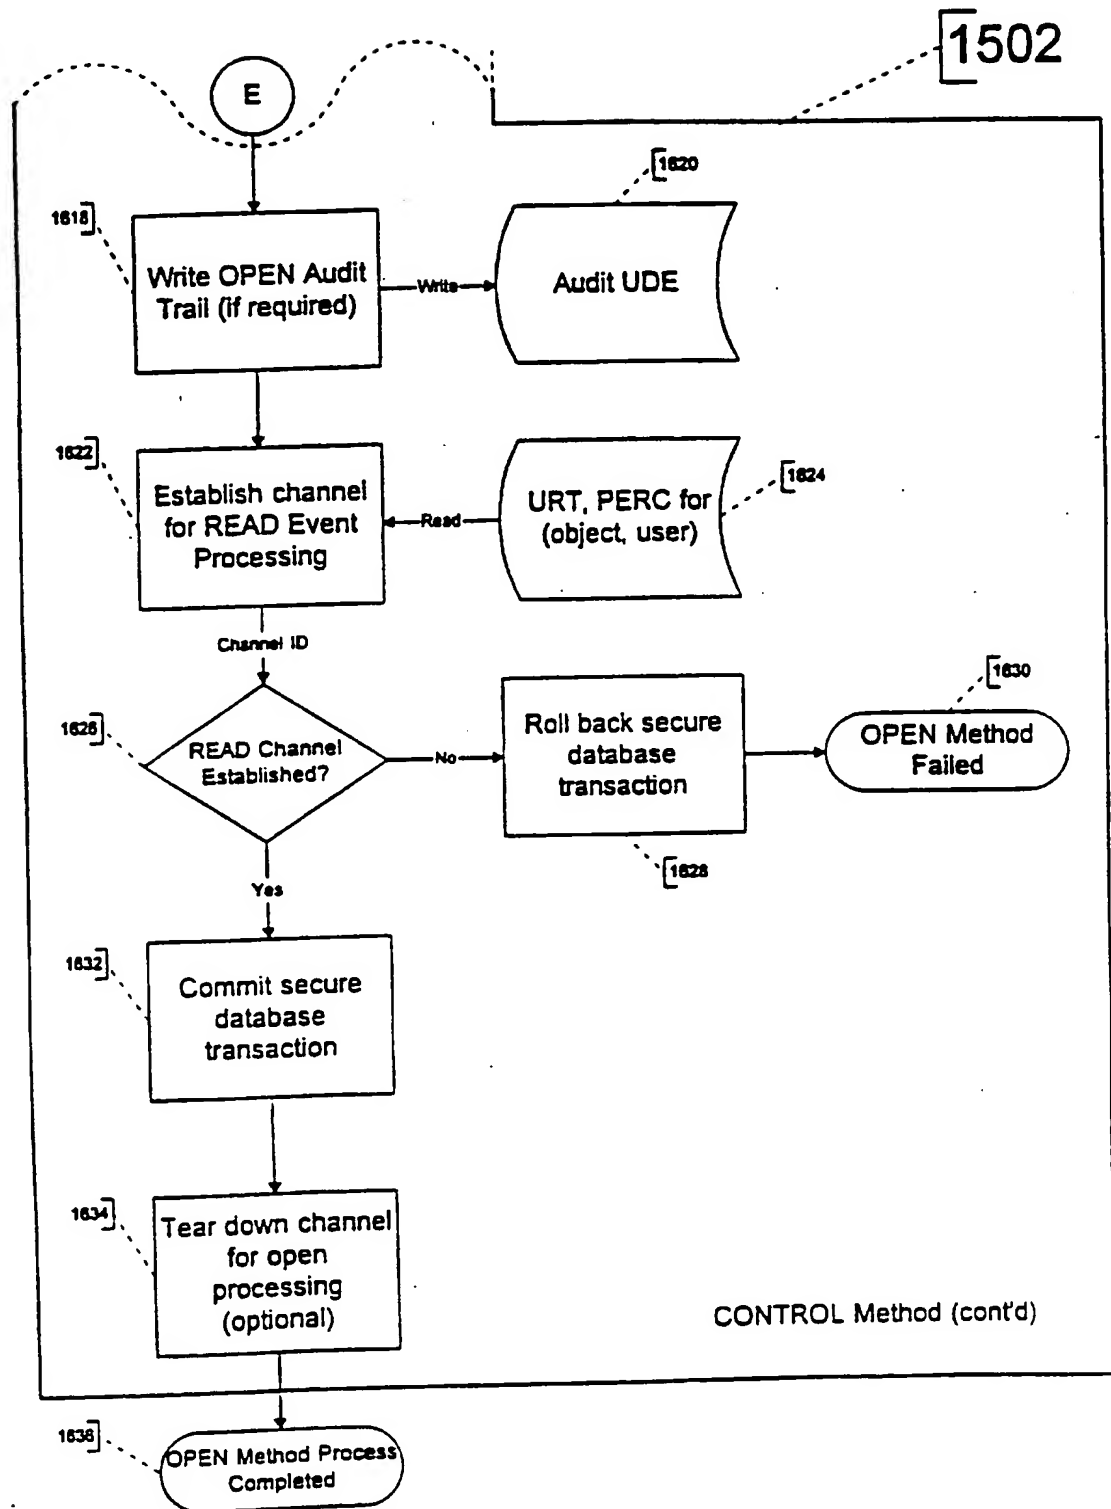 1502
E
1620
1618
Write OPEN Audit
Trail (if required)
Write
Audit UDE
1622
Establish channel
for READ Event
Processing
Read
URT, PERC for
(object, user)
1624
Channel ID
1626
READ Channel
Established?
No
Roll back secure
database
transaction
1630
OPEN Method
Failed
1628
Yes
1632
Commit secure
database
transaction
1634
Tear down channel
for open
processing
(optional)
CONTROL Method (cont'd)
1636
OPEN Method Process
Completed